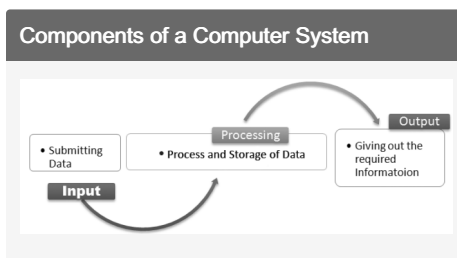 Components of a Computer System
• Submitting
Data
Input
Processing
• Process and Storage of Data
Output
• Giving out the
required
Informatoion